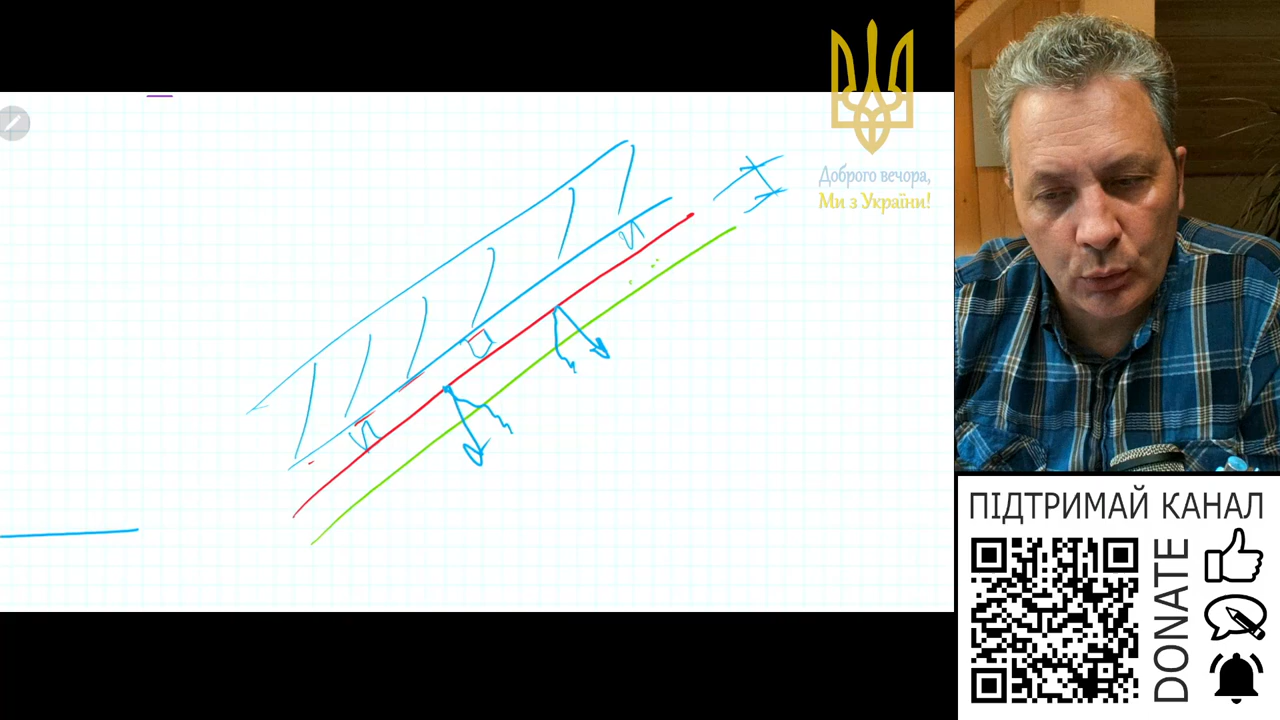 Доброго вечора,
Ми з України!
ПІДТРИМАЙ КАНАЛ
DONATE